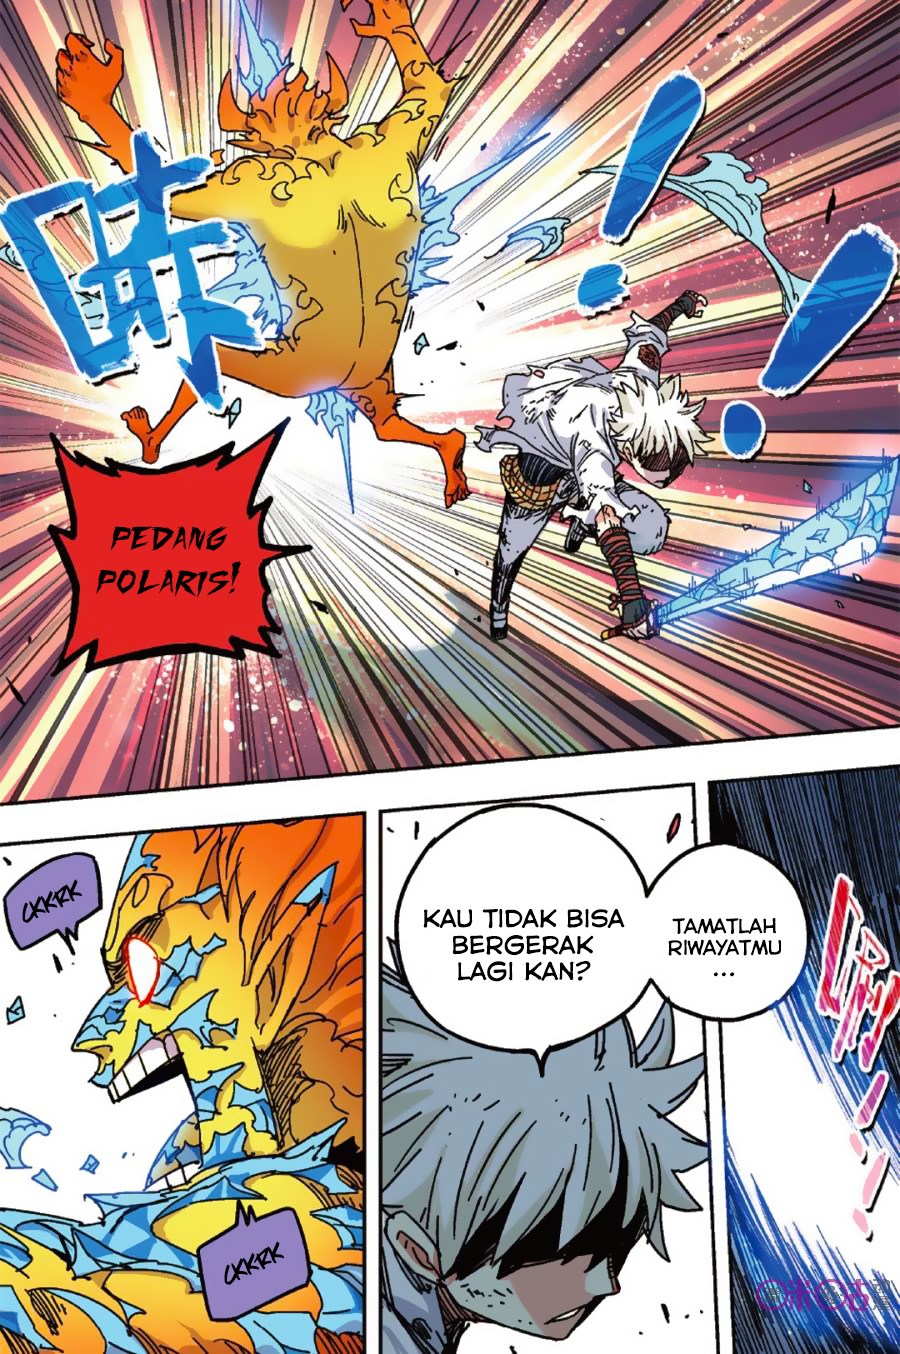 PEDANG
POLARIS!
CKKRK
KAU TIDAK BISA
BERGERAK
LAGI KAN?
TAMATLAH
RIWAYATMU
...
CKKRK